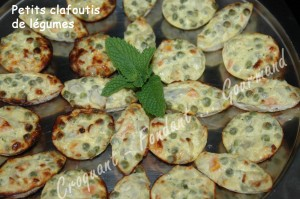 Petits clafoutis
de légumes
Croquant Fondant Gourmand